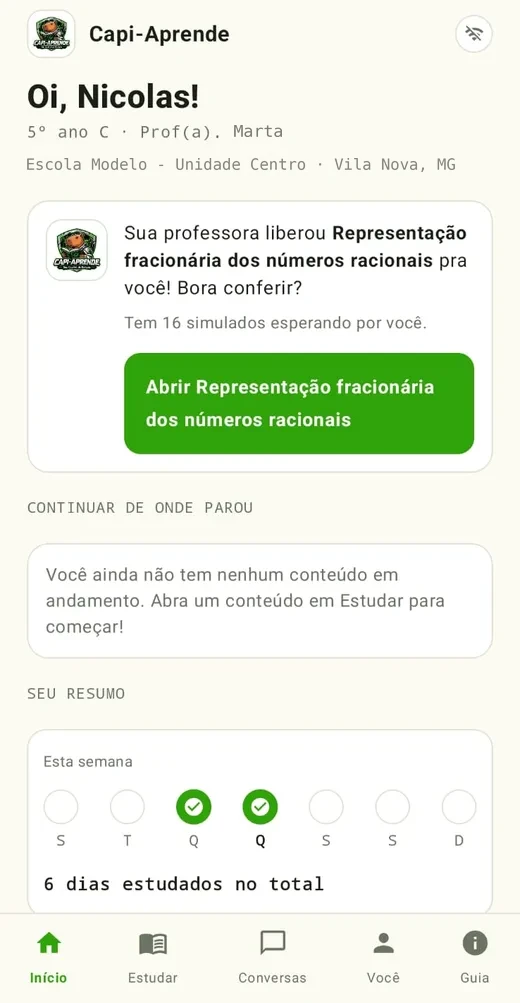 Capi-Aprende
Oi, Nicolas!
5º ano C · Prof(a). Marta
Escola Modelo - Unidade Centro · Vila Nova, MG
CAPI-APRENDE
Sua professora liberou Representação
fracionária dos números racionais pra
você! Bora conferir?
Tem 16 simulados esperando por você.
Abrir Representação fracionária
dos números racionais
CONTINUAR DE ONDE PAROU
Você ainda não tem nenhum conteúdo em
andamento. Abra um conteúdo em Estudar para
começar!
SEU RESUMO
Esta semana
S T Q Q S S D
6 dias estudados no total
Início Estudar Conversas Você Guia